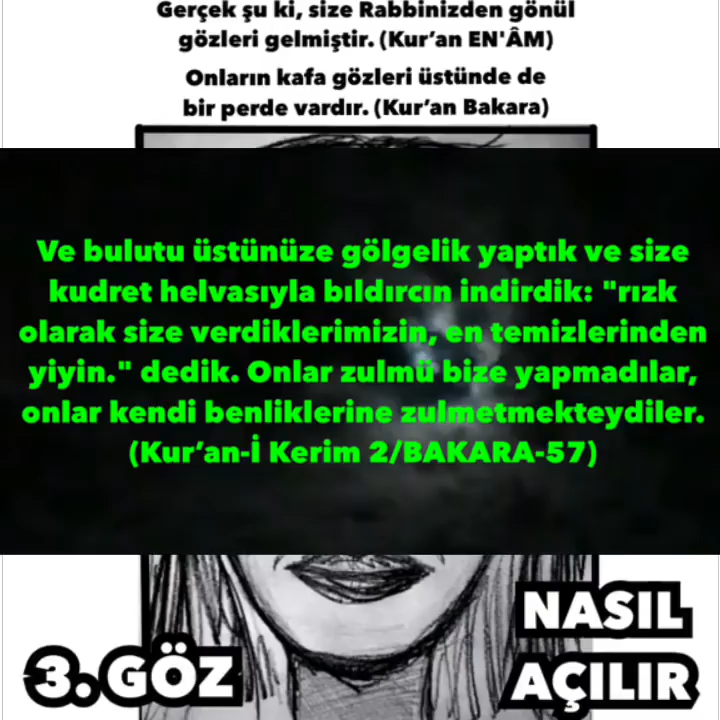 Gerçek şu ki, size Rabbinizden gönül
gözleri gelmiştir. (Kur’an EN'ÂM)
Onların kafa gözleri üstünde de
bir perde vardır. (Kur’an Bakara)
Ve bulutu üstünüze gölgelik yaptık ve size
kudret helvasıyla bıldırcın indirdik: "rızk
olarak size verdiklerimizin, en temizlerinden
yiyin." dedik. Onlar zulmü bize yapmadılar,
onlar kendi benliklerine zulmetmekteydiler.
(Kur’an-İ Kerim 2/BAKARA-57)
3.GÖZ
NASIL
AÇILIR